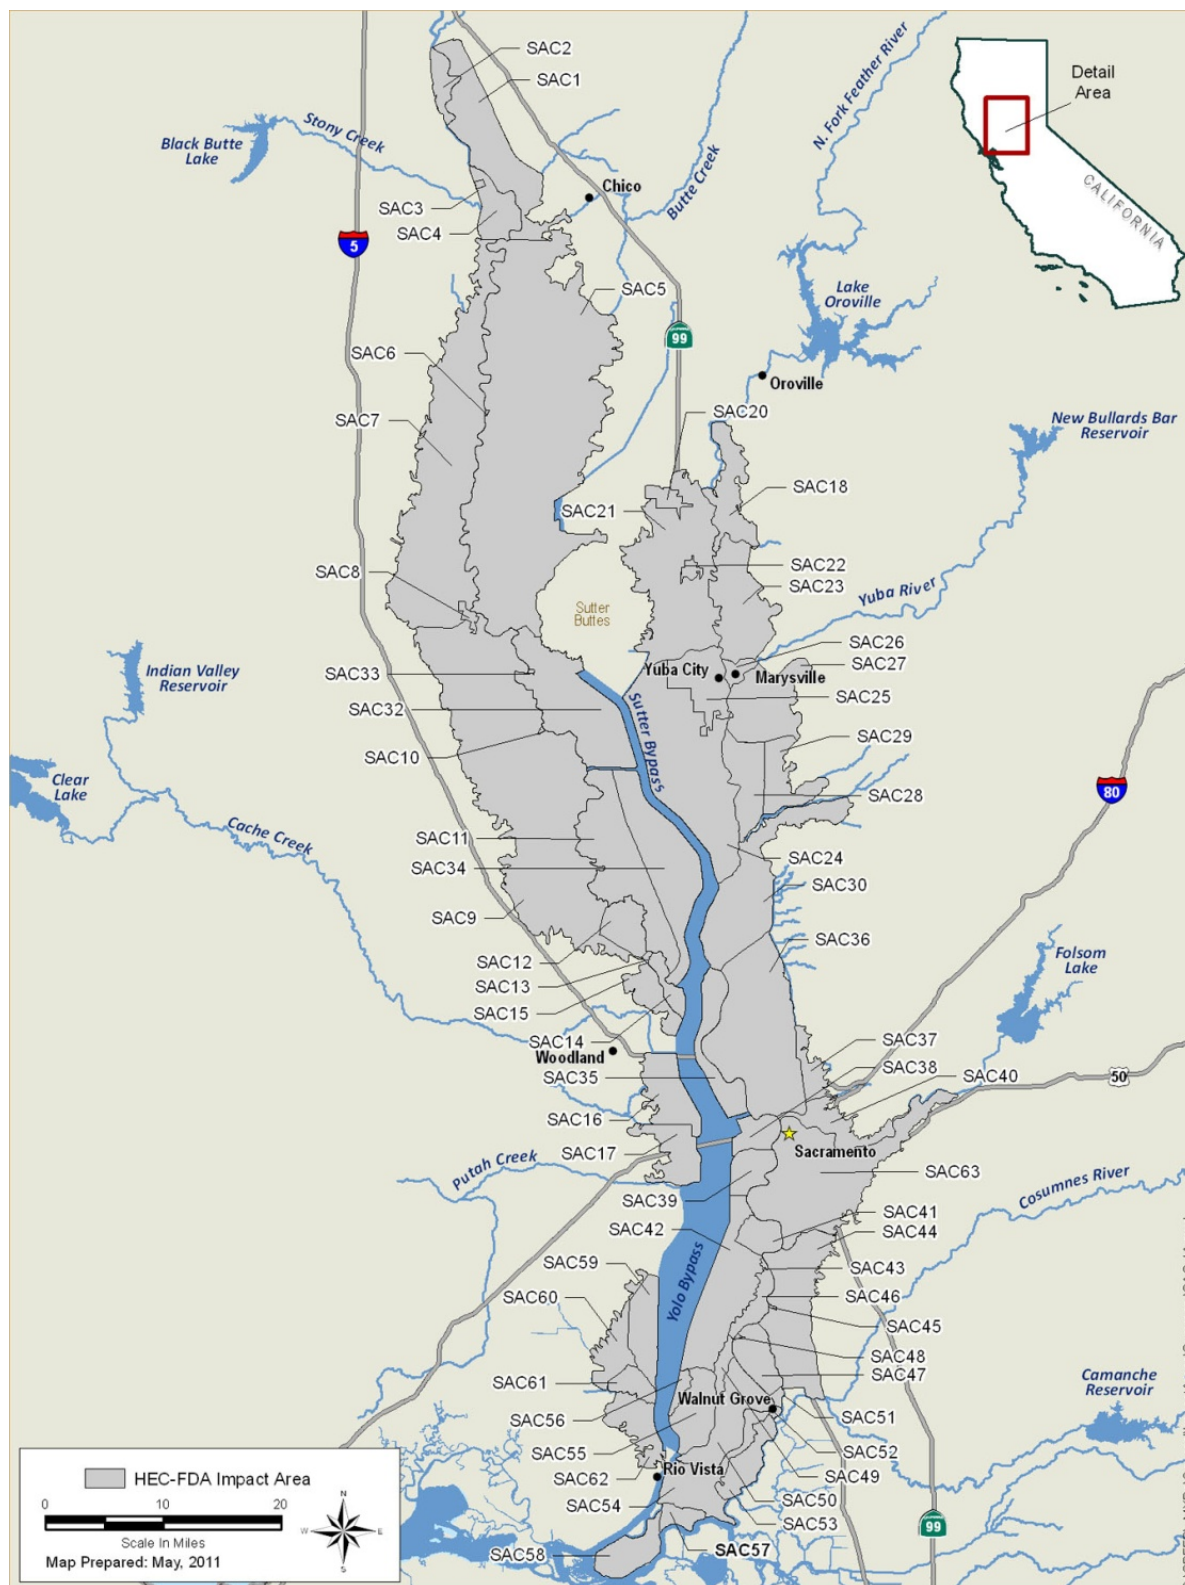 SAC2
SAC1
N. Fork Feather River
Detail
Area
CALIFORNIA
Stony Creek
Black Butte
Lake
Butte Creek
Chico
SAC3
SAC4
5
SAC5
Lake
Oroville
99
SAC6
Oroville
SAC7
SAC20
New Bullards Bar
Reservoir
SAC18
SAC21
SAC22
SAC8
SAC23
Yuba River
Sutter
Buttes
SAC26
SAC27
Indian Valley
Reservoir
SAC33
Yuba City
Marysville
SAC25
SAC32
Sutter Bypass
SAC29
SAC10
Clear
Lake
80
SAC28
Cache Creek
SAC11
SAC24
SAC34
SAC30
SAC9
SAC36
SAC12
Folsom
Lake
SAC13
SAC15
SAC14
SAC37
Woodland
SAC38
SAC35
SAC40
50
SAC16
Sacramento
SAC17
Putah Creek
SAC63
Cosumnes River
SAC39
SAC41
SAC42
SAC44
SAC59
Yolo Bypass
SAC43
SAC60
SAC46
SAC45
SAC48
SAC47
Camanche
Reservoir
SAC61
Walnut Grove
SAC56
SAC51
SAC55
SAC52
SAC62
Rio Vista
SAC49
SAC54
SAC50
SAC53
99
SAC58
SAC57
HEC-FDA Impact Area
0 10 20
Scale In Miles
Map Prepared: May, 2011
N
W E
S